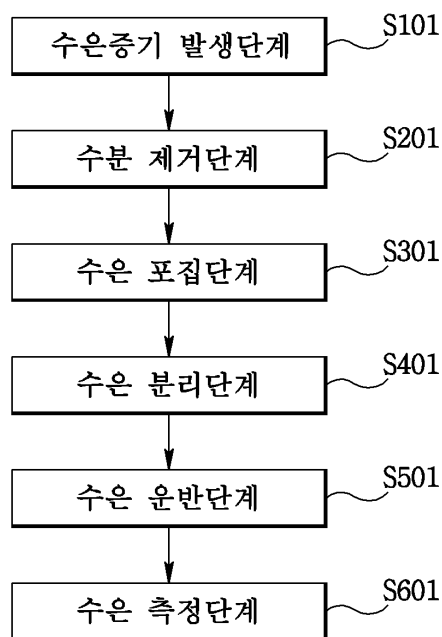 수은증기 발생단계 S101
수분 제거단계 S201
수은 포집단계 S301
수은 분리단계 S401
수은 운반단계 S501
수은 측정단계 S601